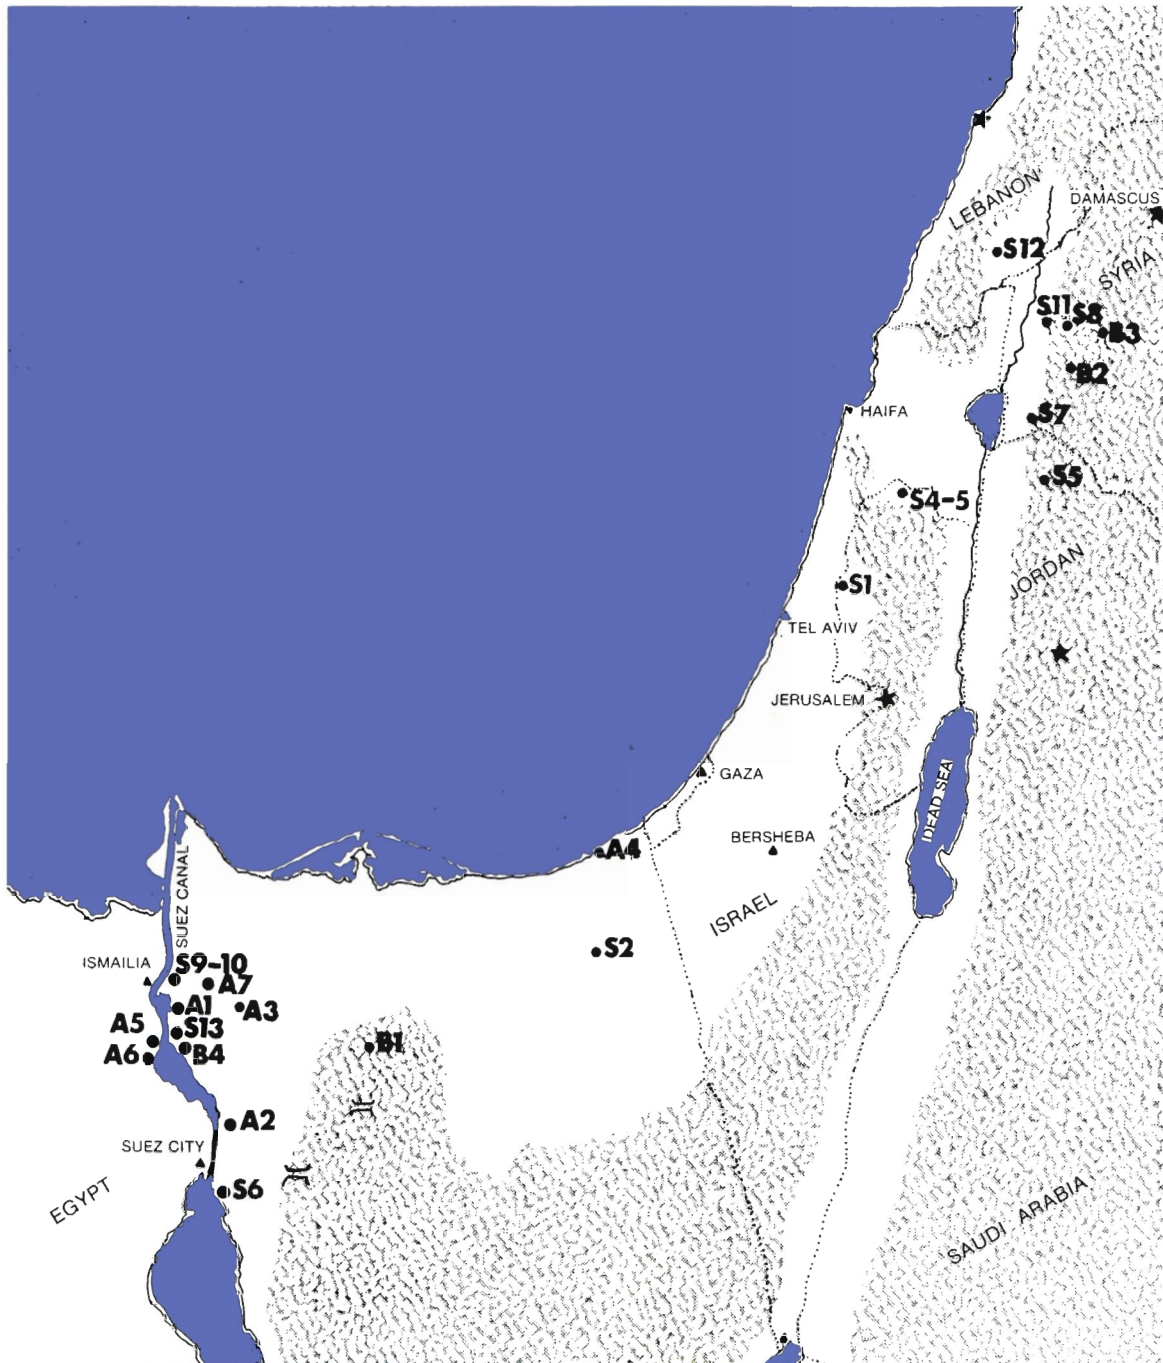 LEBANON
DAMASCUS
S12
SYRIA
S11
S8
B3
B2
HAIFA
S7
S5
S4-5
JORDAN
S1
TEL AVIV
JERUSALEM
GAZA
DEAD SEA
BERSHEBA
A4
SUEZ CANAL
ISRAEL
S2
ISMAILIA
S9-10
A7
A1
A3
A5
S13
A6
B4
B1
A2
SUEZ CITY
S6
EGYPT
SAUDI ARABIA